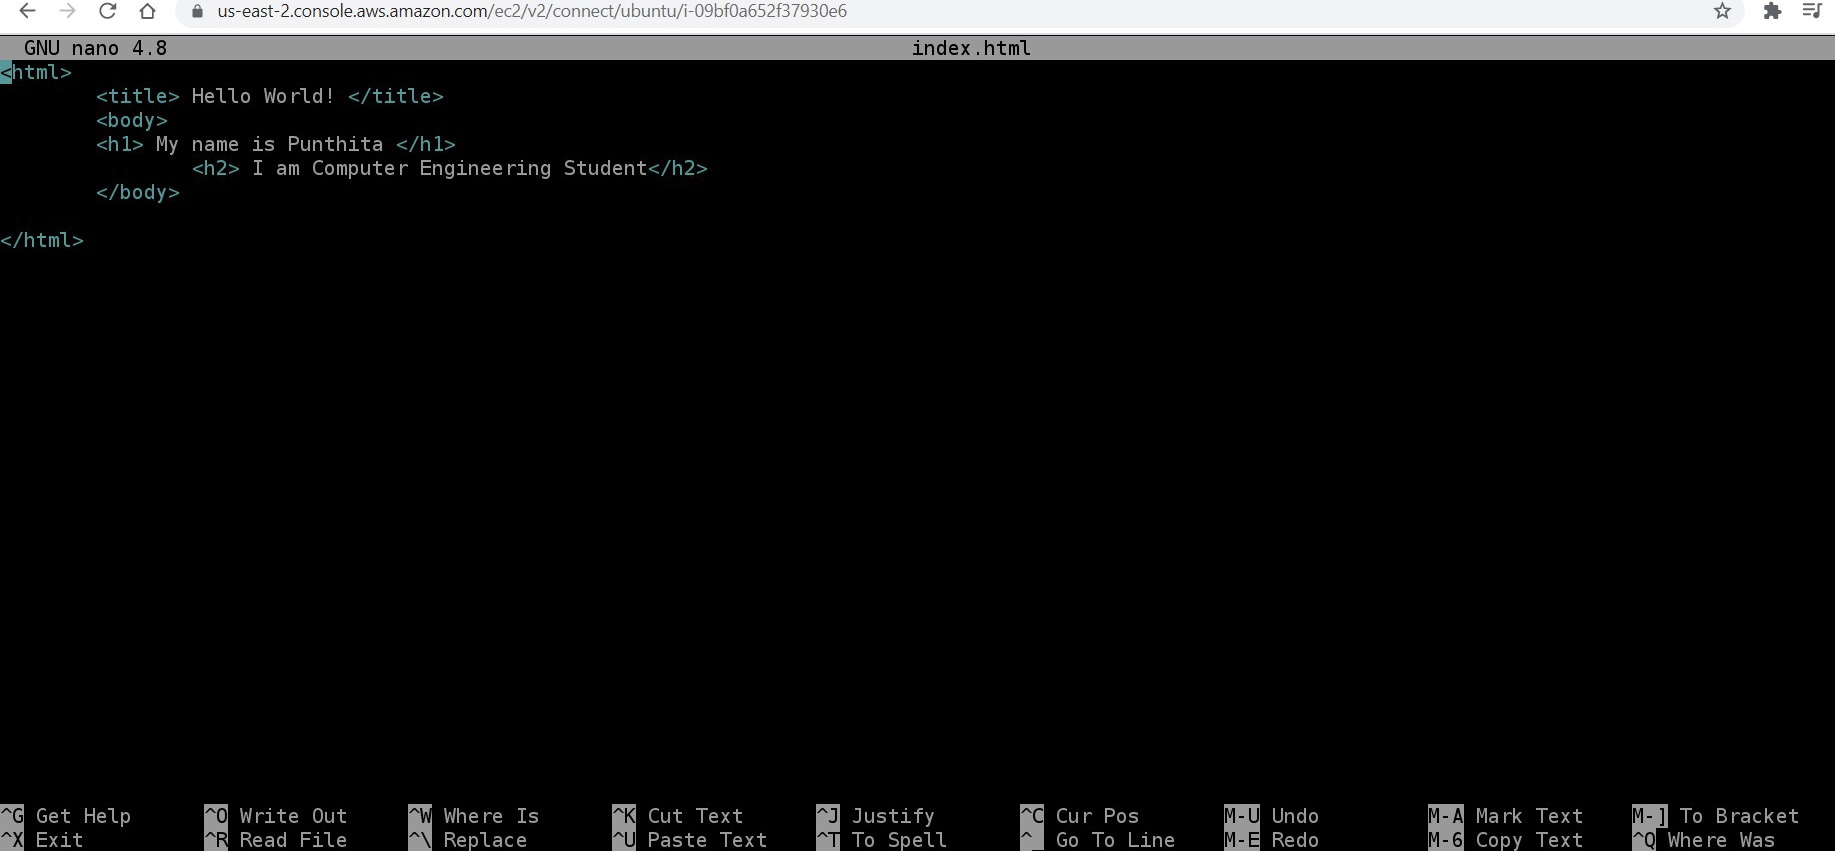 us-east-2.console.aws.amazon.com/ec2/v2/connect/ubuntu/i-09bf0a652f37930e6
GNU nano 4.8 index.html
<html>
<title> Hello World! </title>
<body>
<h1> My name is Punthita </h1>
<h2> I am Computer Engineering Student</h2>
</body>
</html>
^G Get Help ^O Write Out ^W Where Is ^K Cut Text ^J Justify ^C Cur Pos M-U Undo M-A Mark Text M-] To Bracket
^X Exit ^R Read File ^\ Replace ^U Paste Text ^T To Spell ^_ Go To Line M-E Redo M-6 Copy Text ^Q Where Was